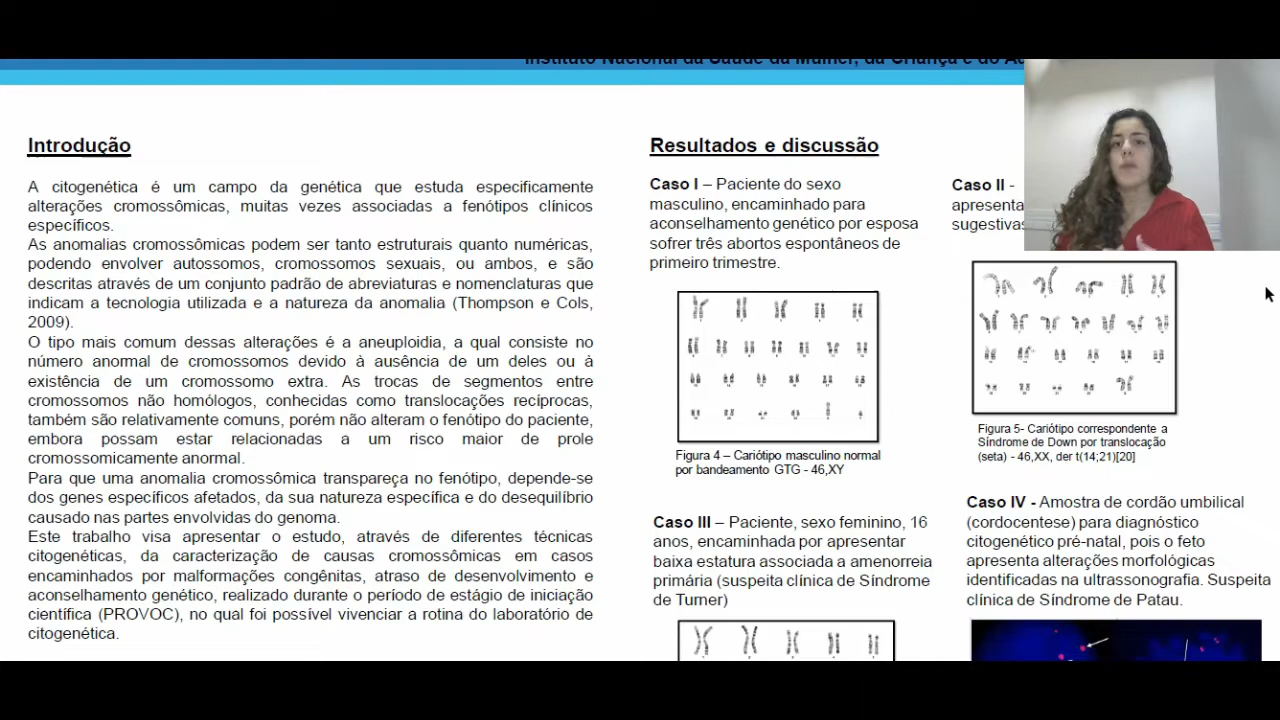 Instituto Nacional da Saúde da Mulher, da Criança e do
Introdução
A citogenética é um campo da genética que estuda especificamente
alterações cromossômicas, muitas vezes associadas a fenótipos clínicos
específicos.
As anomalias cromossômicas podem ser tanto estruturais quanto numéricas,
podendo envolver autossomos, cromossomos sexuais, ou ambos, e são
descritas através de um conjunto padrão de abreviaturas e nomenclaturas que
indicam a tecnologia utilizada e a natureza da anomalia (Thompson e Cols,
2009).
O tipo mais comum dessas alterações é a aneuploidia, a qual consiste no
número anormal de cromossomos devido à ausência de um deles ou à
existência de um cromossomo extra. As trocas de segmentos entre
cromossomos não homólogos, conhecidas como translocações recíprocas,
também são relativamente comuns, porém não alteram o fenótipo do paciente,
embora possam estar relacionadas a um risco maior de prole
cromossomicamente anormal.
Para que uma anomalia cromossômica transpareça no fenótipo, depende-se
dos genes específicos afetados, da sua natureza específica e do desequilíbrio
causado nas partes envolvidas do genoma.
Este trabalho visa apresentar o estudo, através de diferentes técnicas
citogenéticas, da caracterização de causas cromossômicas em casos
encaminhados por malformações congênitas, atraso de desenvolvimento e
aconselhamento genético, realizado durante o período de estágio de iniciação
científica (PROVOC), no qual foi possível vivenciar a rotina do laboratório de
citogenética.
Resultados e discussão
Caso I – Paciente do sexo
masculino, encaminhado para
aconselhamento genético por esposa
sofrer três abortos espontâneos de
primeiro trimestre.
Figura 4 – Cariótipo masculino normal
por bandeamento GTG - 46,XY
Caso II -
apresenta
sugestivas
Figura 5- Cariótipo correspondente a
Síndrome de Down por translocação
(seta) - 46,XX, der t(14;21)[20]
Caso III – Paciente, sexo feminino, 16
anos, encaminhada por apresentar
baixa estatura associada a amenorreia
primária (suspeita clínica de Síndrome
de Turner)
Caso IV - Amostra de cordão umbilical
(cordocentese) para diagnóstico
citogenético pré-natal, pois o feto
apresenta alterações morfológicas
identificadas na ultrassonografia. Suspeita
clínica de Síndrome de Patau.